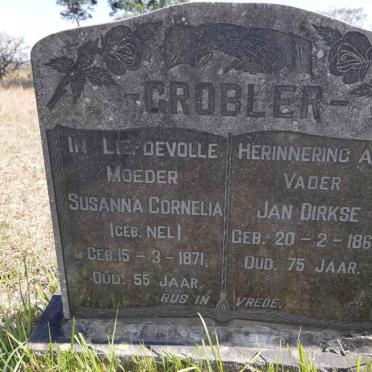 -GROBLER-
IN LIEFDEVOLLE HERINNERING A
MOEDER
SUSANNA CORNELIA
(GEB. NEL)
GEB. 15-3-1871,
OUD. 55 JAAR.
VADER
JAN DIRKSE
GEB. 20-2-186
OUD. 75 JAAR.
RUS IN VREDE.